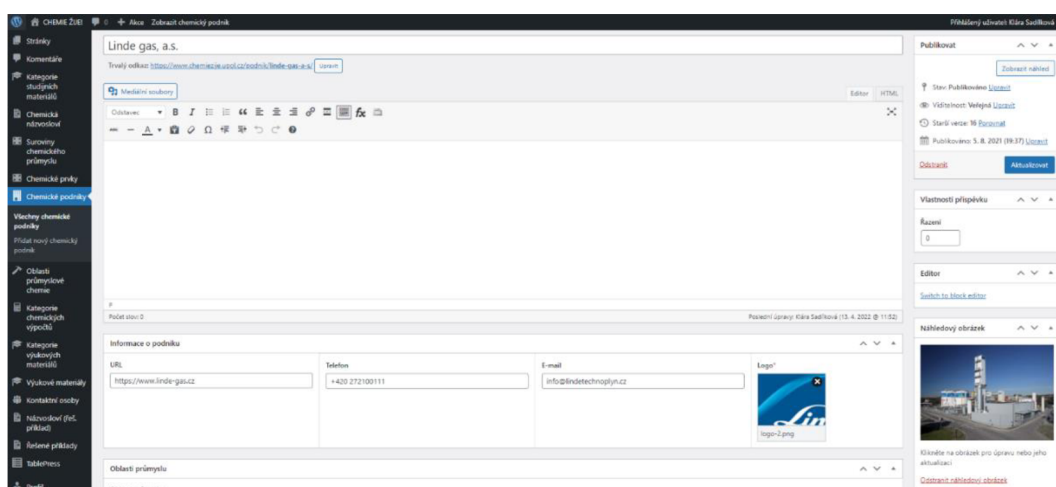 CHEMIE ŽIJE! 0 + Akce Zobrazit chemický podnik
Přihlášený uživatel: Klára Sadílková
Stránky
Komentáře
Kategorie
studijních
materiálů
Chemická
názvosloví
Suroviny
chemického
průmyslu
Chemické prvky
Chemické podniky
Všechny chemické
podniky
Přidat nový chemický
podnik
Oblasti
průmyslové
chemie
Kategorie
chemických
výpočtů
Kategorie
výukových
materiálů
Výukové materiály
Kontaktní osoby
Názvosloví (řeš.
příklad)
Řešené příklady
TablePress
Profil
Linde gas, a.s.
Trvalý odkaz: https://www.chemiezije.upol.cz/podnik/linde-gas-a-s/ Upravit
Mediální soubory
Editor HTML
Odstavec
P
Počet slov: 0
Poslední úpravy: Klára Sadílková (13. 4. 2022 @ 11:52)
Informace o podniku
URL
https://www.linde-gas.cz
Telefon
+420 272100111
E-mail
info@lindetechnoplyn.cz
Logo*
Lin
logo-2.png
Oblasti průmyslu
Publikovat
Zobrazit náhled
Stav: Publikováno Upravit
Viditelnost: Veřejná Upravit
Starší verze: 16 Porovnat
Publikováno: 5. 8. 2021 (19:37) Upravit
Odstranit Aktualizovat
Vlastnosti příspěvku
Řazení
0
Editor
Switch to block editor
Náhledový obrázek
Klikněte na obrázek pro úpravu nebo jeho
aktualizaci
Odstranit náhledový obrázek